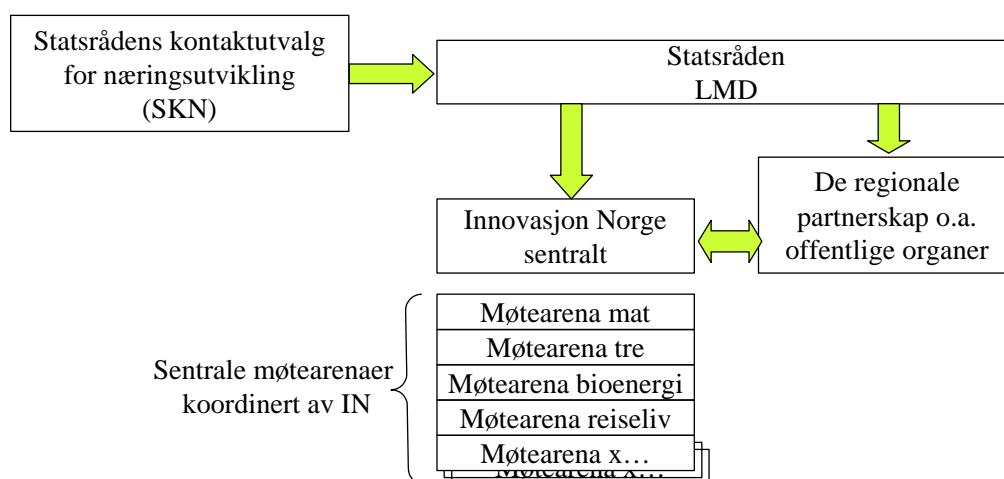 Statsrådens kontaktutvalg
for næringsutvikling
(SKN)
Statsråden
LMD
Innovasjon Norge
sentralt
De regionale
partnerskap o.a.
offentlige organer
Sentrale møtearenaer
koordinert av IN
Møtearena mat
Møtearena tre
Møtearena bioenergi
Møtearena reiseliv
Møtearena x…
Møtearena x…